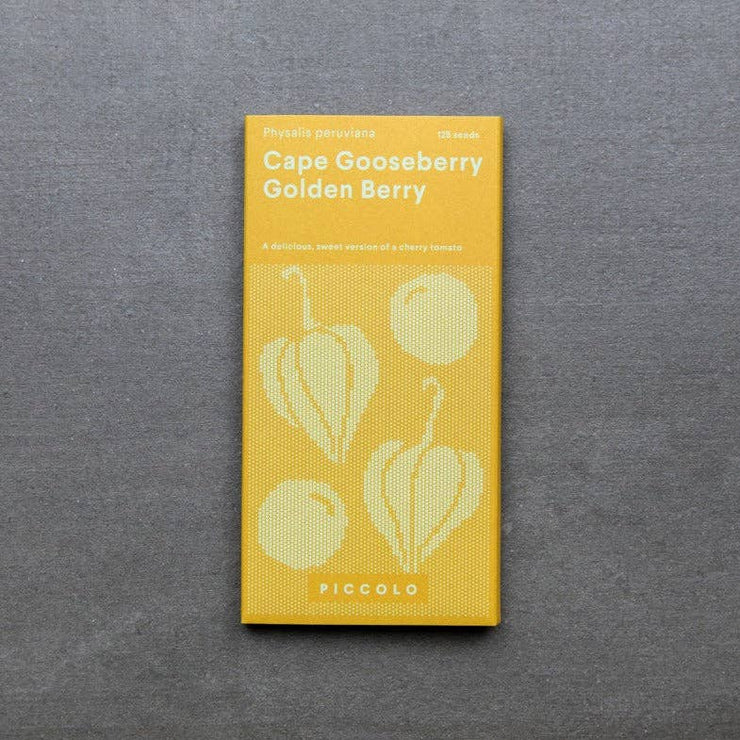 Physalis peruviana 125 seeds
Cape Gooseberry
Golden Berry
A delicious, sweet version of a cherry tomato
PICCOLO